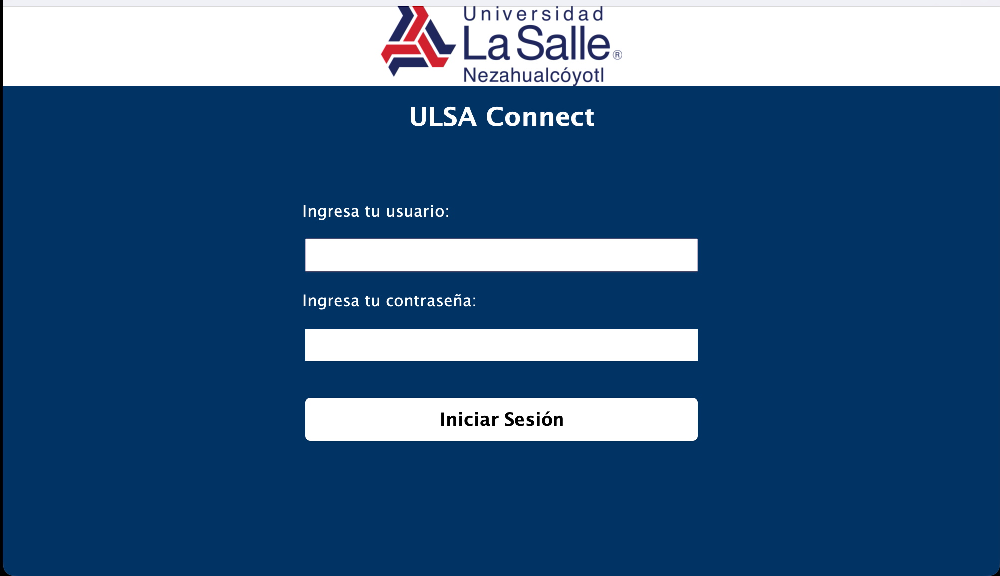 Universidad
La Salle ®
Nezahualcóyotl
ULSA Connect
Ingresa tu usuario:
Ingresa tu contraseña:
Iniciar Sesión